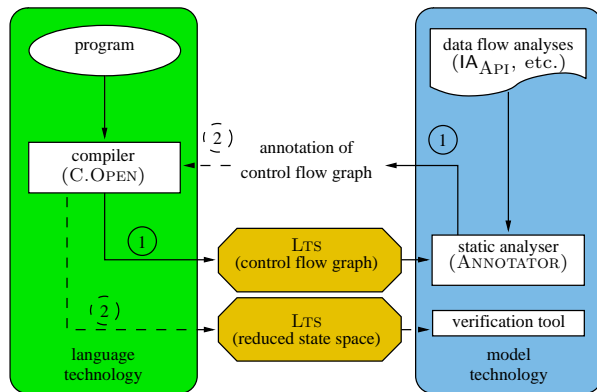 program
data flow analyses
(IA_API, etc.)
2
1
annotation of
control flow graph
compiler
(C.OPEN)
1
LTS
(control flow graph)
static analyser
(ANNOTATOR)
2
LTS
(reduced state space)
verification tool
language
technology
model
technology